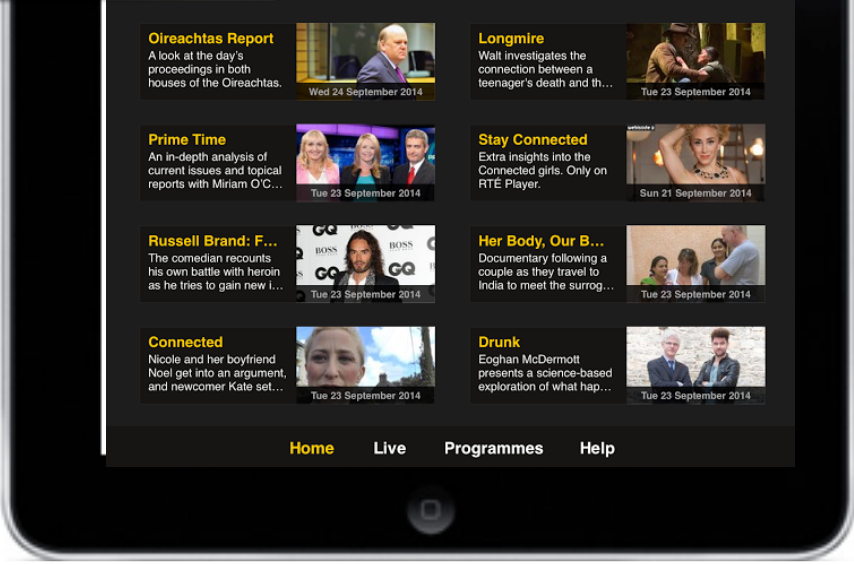 Oireachtas Report
A look at the day's
proceedings in both
houses of the Oireachtas.
Wed 24 September 2014
Longmire
Walt investigates the
connection between a
teenager's death and th...
Tue 23 September 2014
Prime Time
An in-depth analysis of
current issues and topical
reports with Miriam O'C...
Tue 23 September 2014
Stay Connected
Extra insights into the
Connected girls. Only on
RTÉ Player.
Sun 21 September 2014
Russell Brand: F...
The comedian recounts
his own battle with heroin
as he tries to gain new i...
GQ
BOSS
GQ
BOSS
GQ
Tue 23 September 2014
Her Body, Our B...
Documentary following a
couple as they travel to
India to meet the surrog...
Tue 23 September 2014
Connected
Nicole and her boyfriend
Noel get into an argument,
and newcomer Kate set...
Tue 23 September 2014
Drunk
Eoghan McDermott
presents a science-based
exploration of what hap...
Tue 23 September 2014
Home Live Programmes Help